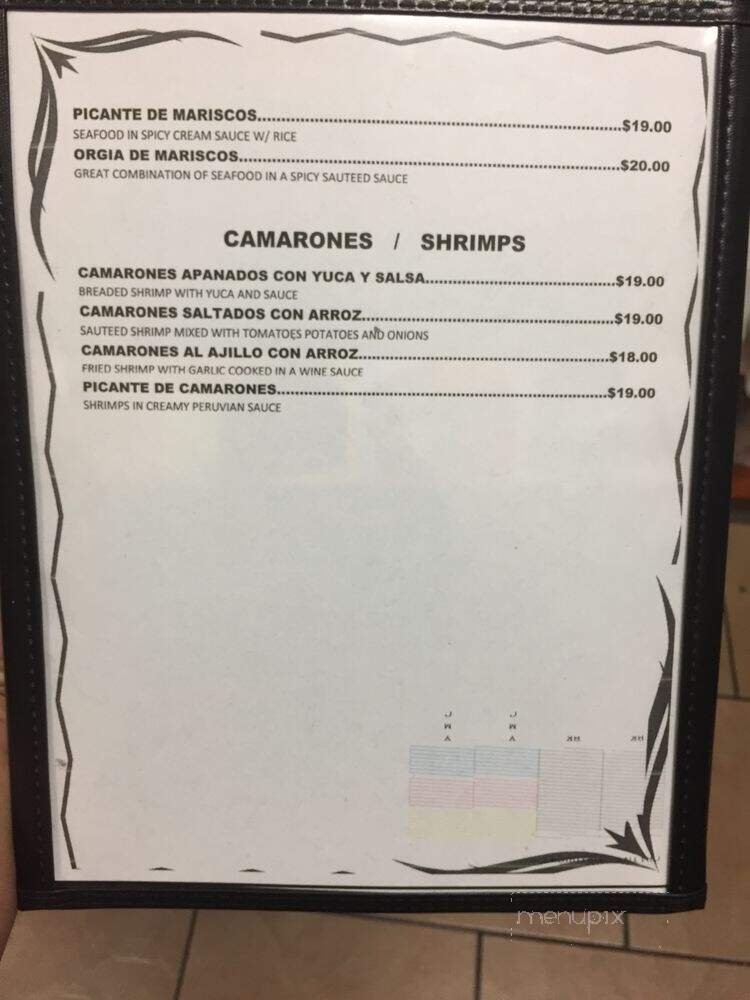 PICANTE DE MARISCOS..........$19.00
SEAFOOD IN SPICY CREAM SAUCE W/ RICE
ORGIA DE MARISCOS..........$20.00
GREAT COMBINATION OF SEAFOOD IN A SPICY SAUTEED SAUCE
CAMARONES / SHRIMPS
CAMARONES APANADOS CON YUCA Y SALSA..........$19.00
BREADED SHRIMP WITH YUCA AND SAUCE
CAMARONES SALTADOS CON ARROZ..........$19.00
SAUTEED SHRIMP MIXED WITH TOMATOES POTATOES AND ONIONS
CAMARONES AL AJILLO CON ARROZ..........$18.00
FRIED SHRIMP WITH GARLIC COOKED IN A WINE SAUCE
PICANTE DE CAMARONES..........$19.00
SHRIMPS IN CREAMY PERUVIAN SAUCE
menupix